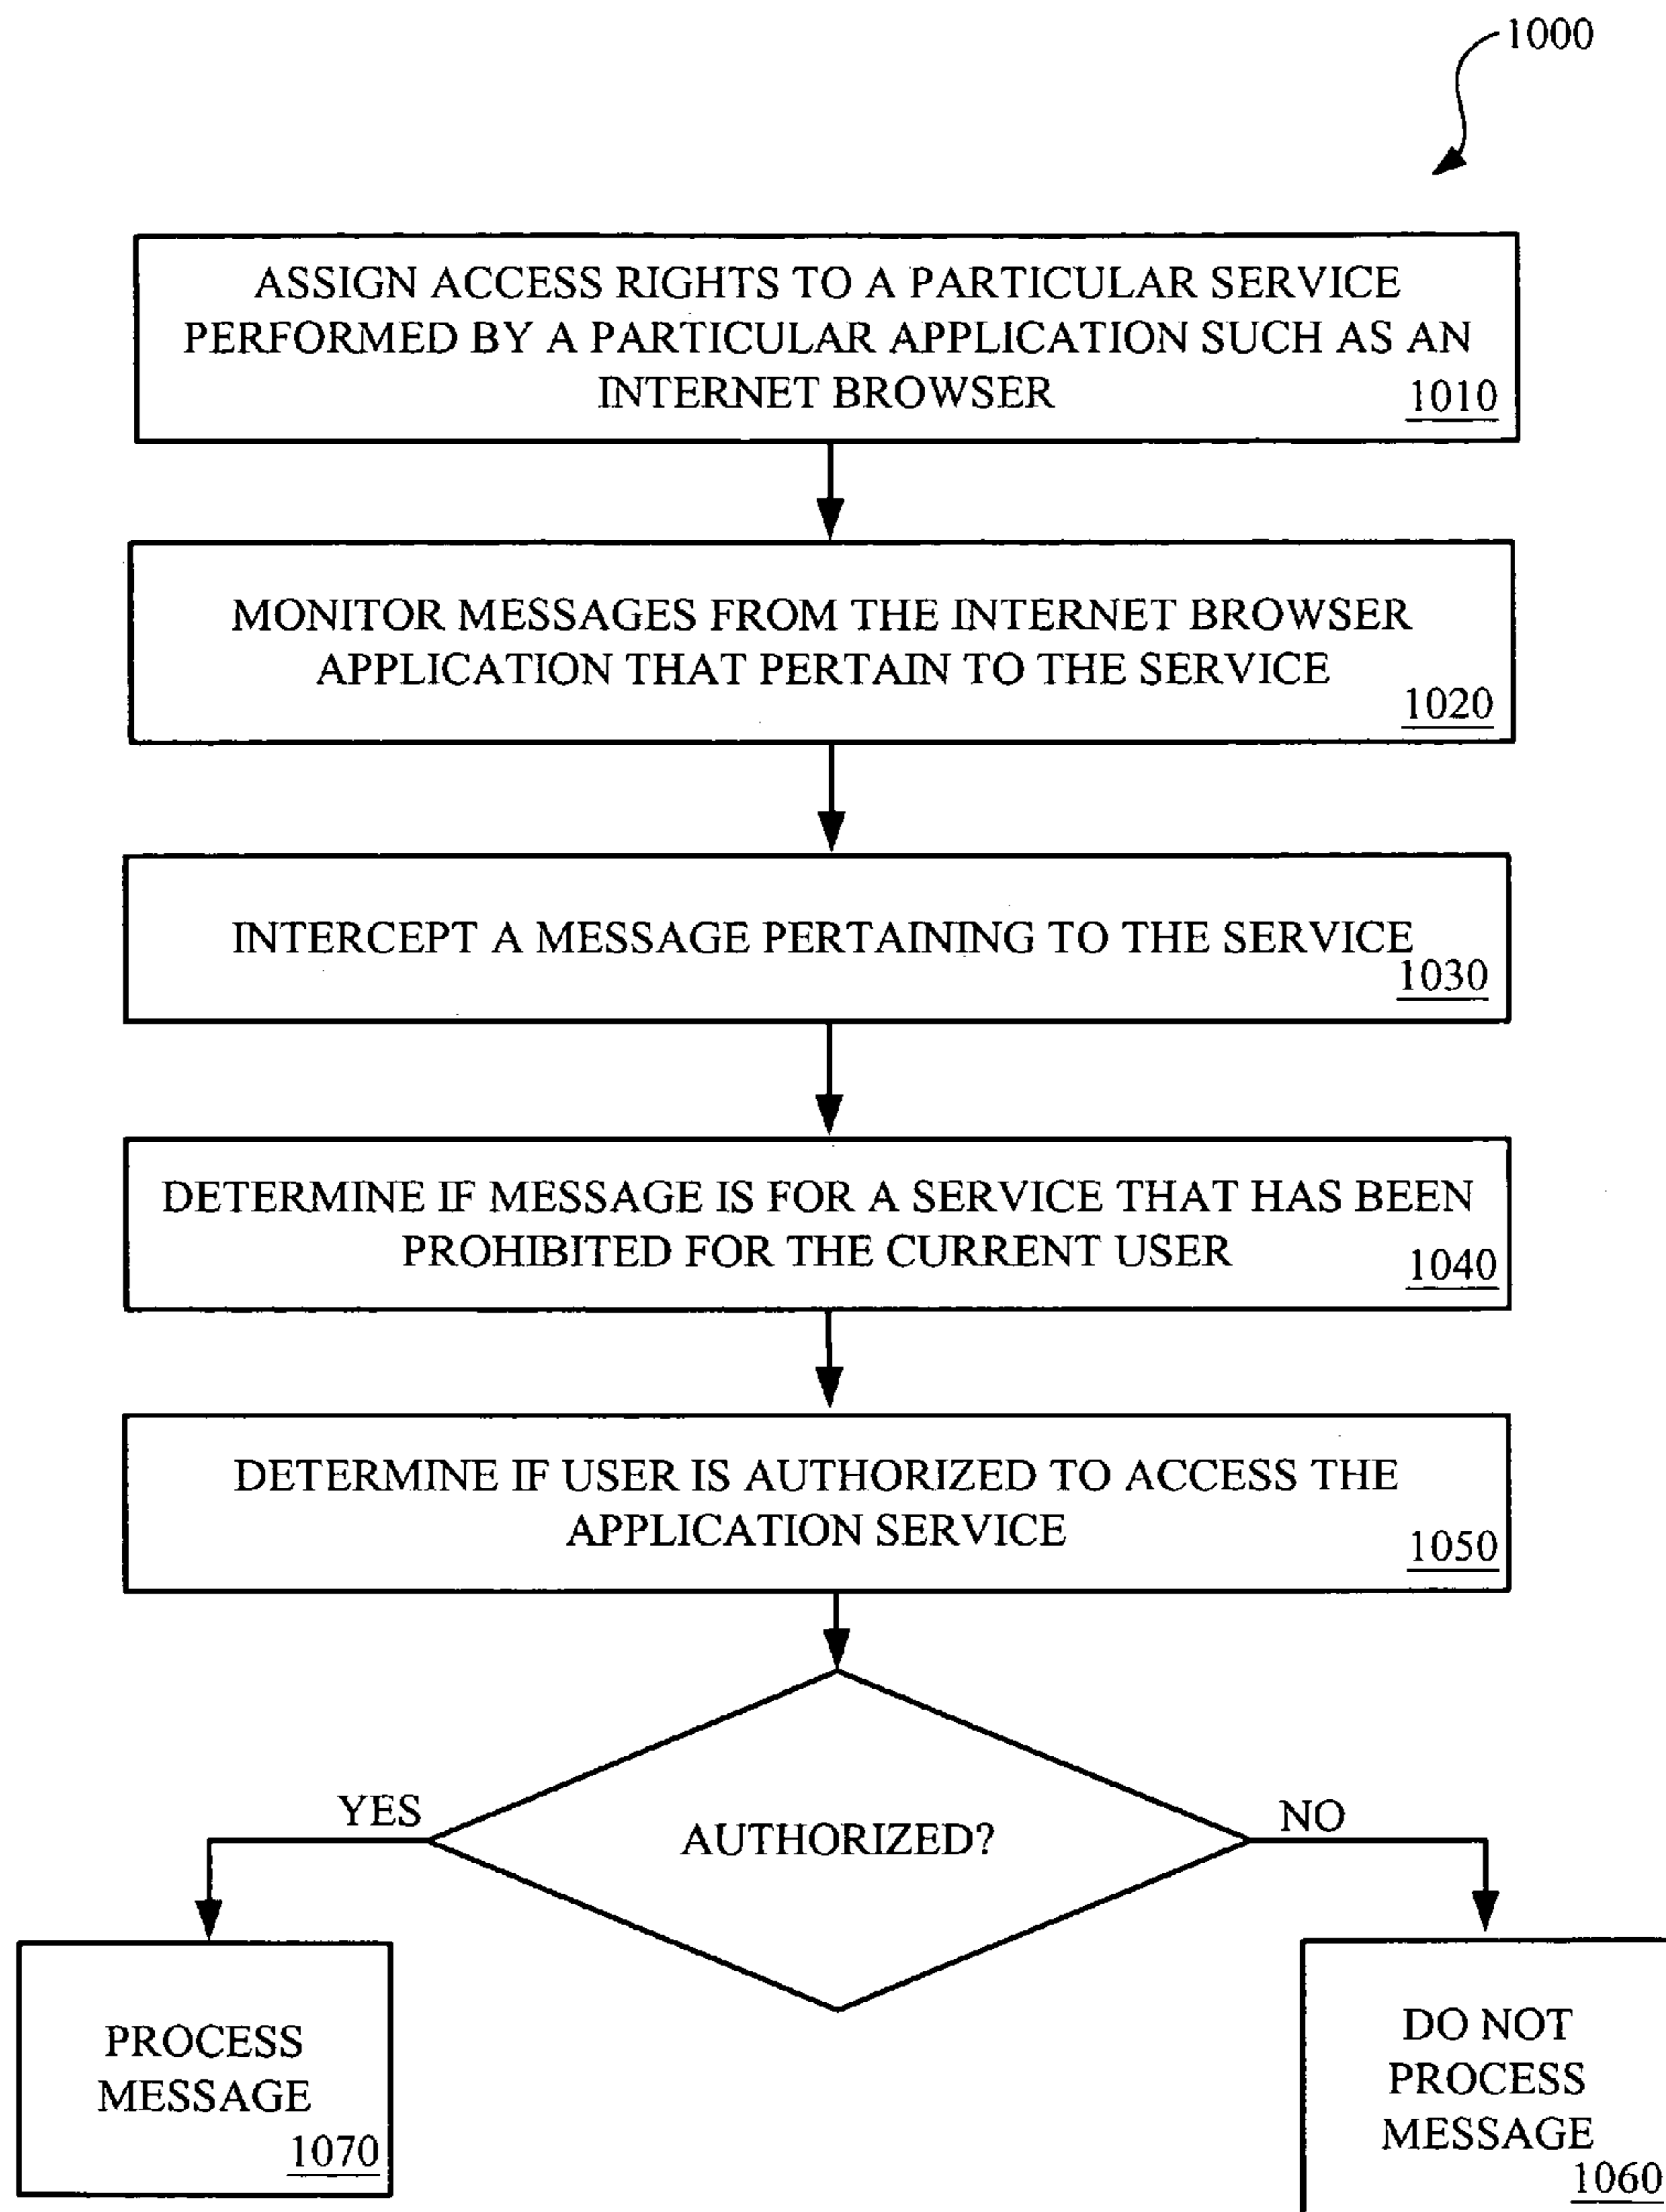 1000
ASSIGN ACCESS RIGHTS TO A PARTICULAR SERVICE
PERFORMED BY A PARTICULAR APPLICATION SUCH AS AN
INTERNET BROWSER
1010
MONITOR MESSAGES FROM THE INTERNET BROWSER
APPLICATION THAT PERTAIN TO THE SERVICE
1020
INTERCEPT A MESSAGE PERTAINING TO THE SERVICE
1030
DETERMINE IF MESSAGE IS FOR A SERVICE THAT HAS BEEN
PROHIBITED FOR THE CURRENT USER
1040
DETERMINE IF USER IS AUTHORIZED TO ACCESS THE
APPLICATION SERVICE
1050
AUTHORIZED?
YES
NO
PROCESS
MESSAGE
1070
DO NOT
PROCESS
MESSAGE
1060